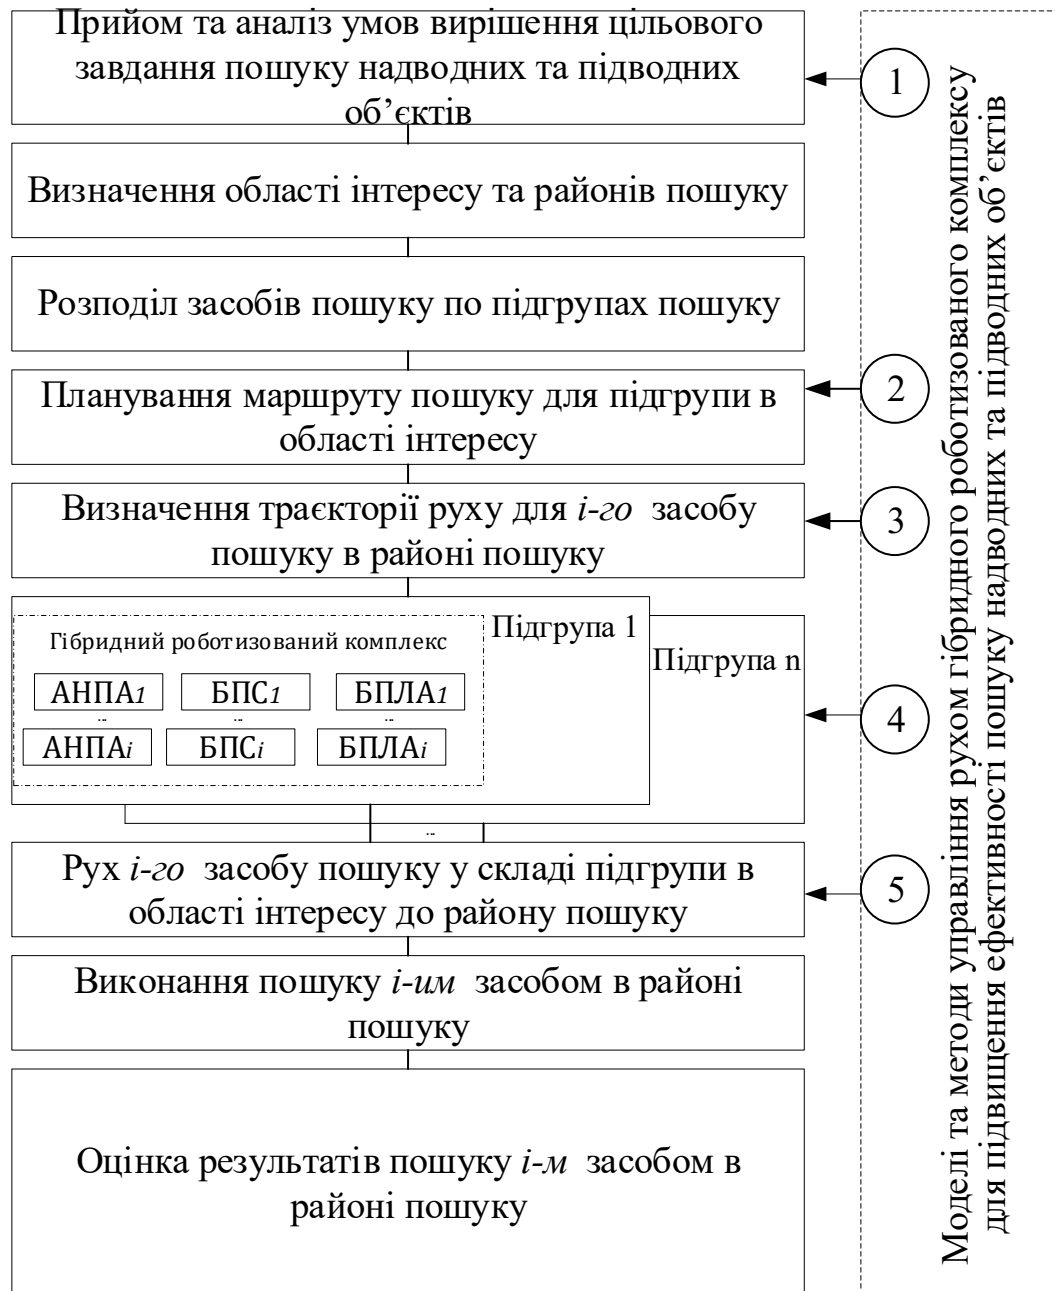 Прийом та аналіз умов вирішення цільового
завдання пошуку надводних та підводних
об’єктів
1
Визначення області інтересу та районів пошуку
Розподіл засобів пошуку по підгрупах пошуку
Планування маршруту пошуку для підгрупи в
області інтересу
2
Визначення траєкторії руху для i-го засобу
пошуку в районі пошуку
3
Гібридний роботизований комплекс
Підгрупа 1
Підгрупа n
АНПА1 БПС1 БПЛА1
... ... ...
АНПАi БПСi БПЛАi
4
...
Рух i-го засобу пошуку у складі підгрупи в
області інтересу до району пошуку
5
Виконання пошуку i-им засобом в районі
пошуку
Оцінка результатів пошуку i-м засобом в
районі пошуку
Моделі та методи управління рухом гібридного роботизованого комплексу
для підвищення ефективності пошуку надводних та підводних об’єктів